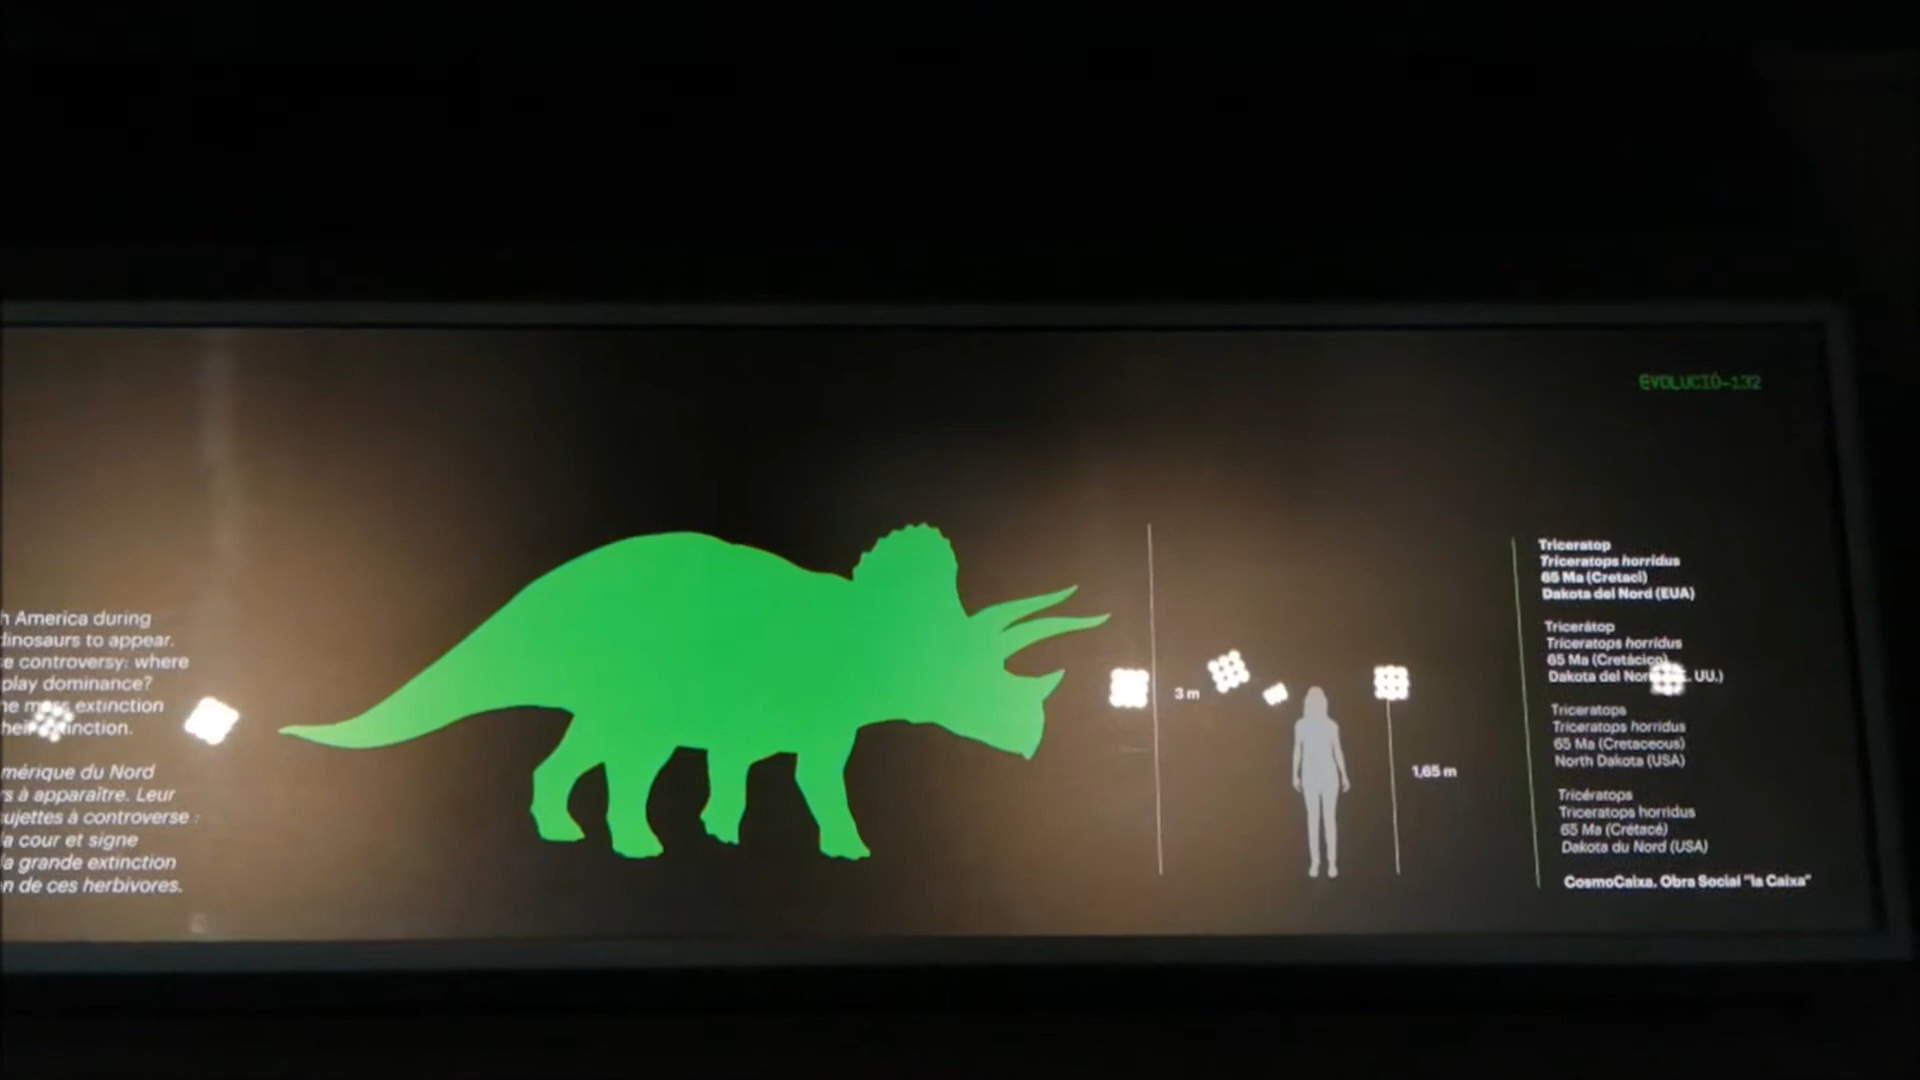 h America during
dinosaurs to appear.
e controversy: where
play dominance?
extinction
mérique du Nord
s à apparaître. Leur
ujettes à controverse :
a cour et signe
a grande extinction
n de ces herbivores.
3 m
1,65 m
EVOLUCIÓ-132
Triceratop
Triceratops horridus
65 Ma (Cretaci)
Dakota del Nord (EUA)
Tricerátop
Triceratops horridus
65 Ma (Cretácico)
Dakota del UU.)
Triceratops
Triceratops horridus
65 Ma (Cretaceous)
North Dakota (USA)
Tricératops
Triceratops horridus
65 Ma (Crétacé)
Dakota du Nord (USA)
CosmoCaixa. Obra Social "la Caixa"